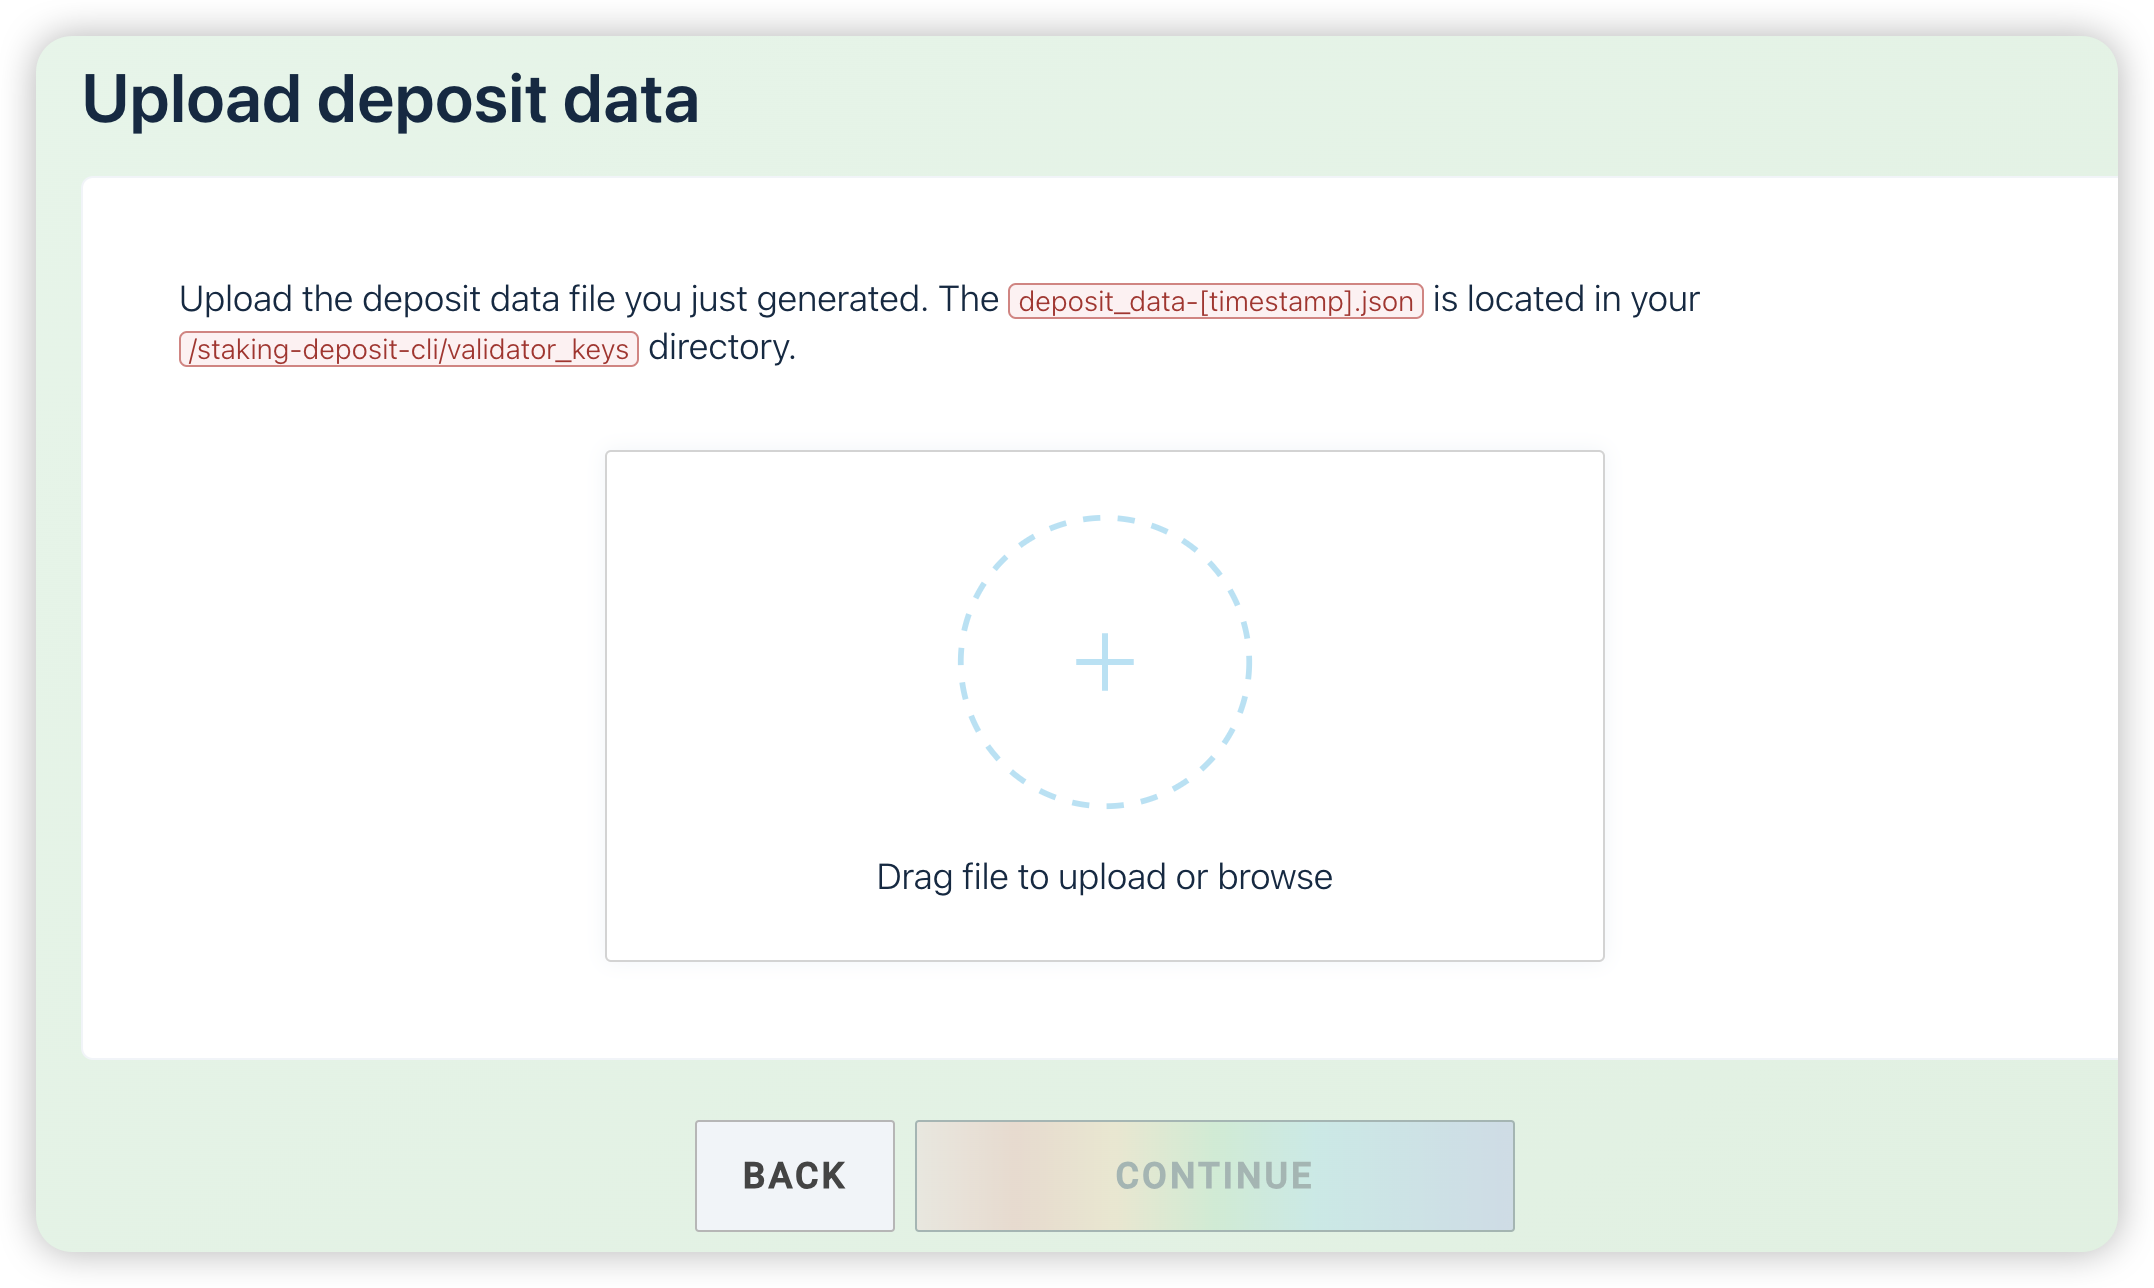 Upload deposit data
Upload the deposit data file you just generated. The deposit_data-[timestamp].json is located in your
/staking-deposit-cli/validator_keys directory.
Drag file to upload or browse
BACK
CONTINUE